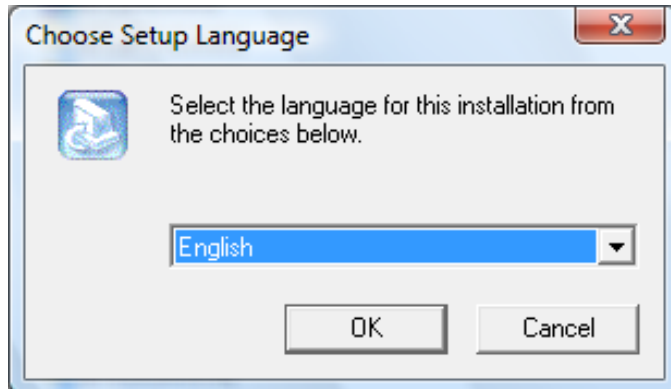 Choose Setup Language
Select the language for this installation from
the choices below.
English
OK
Cancel